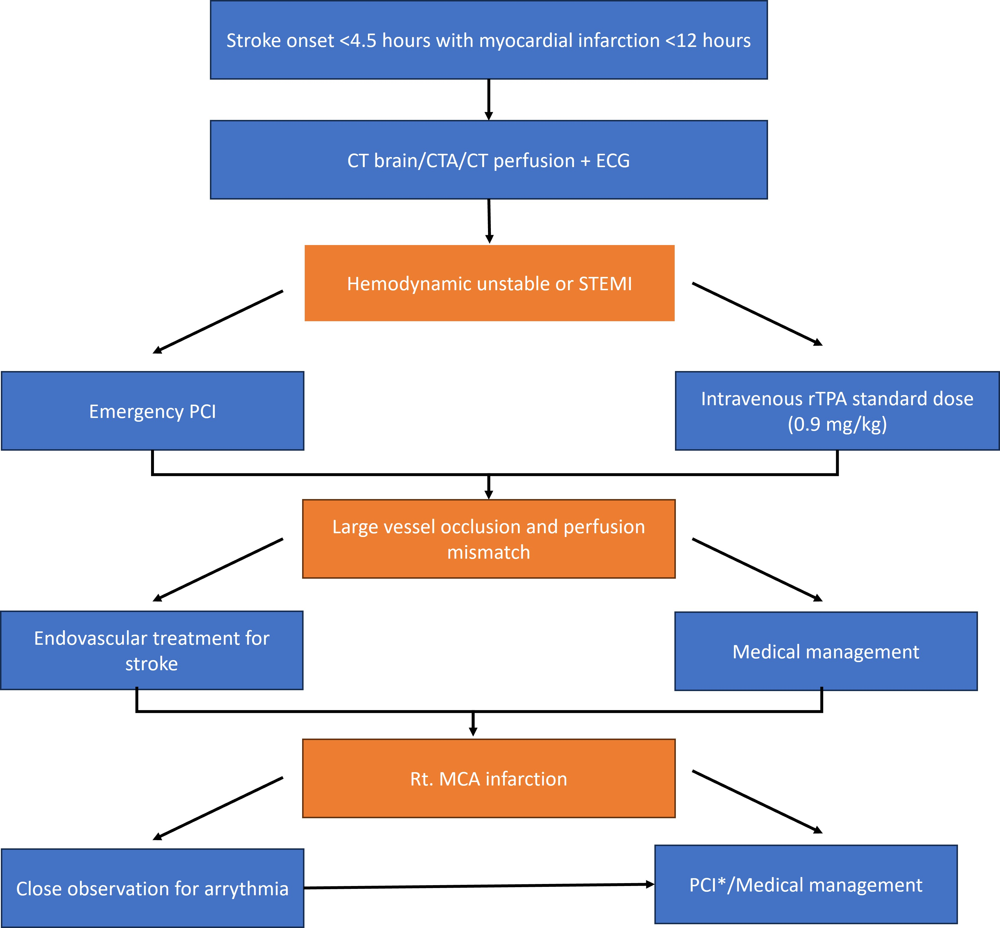 Stroke onset <4.5 hours with myocardial infarction <12 hours
CT brain/CTA/CT perfusion + ECG
Hemodynamic unstable or STEMI
Emergency PCI
Intravenous rTPA standard dose
(0.9 mg/kg)
Large vessel occlusion and perfusion
mismatch
Endovascular treatment for
stroke
Medical management
Rt. MCA infarction
Close observation for arrythmia
PCI*/Medical management